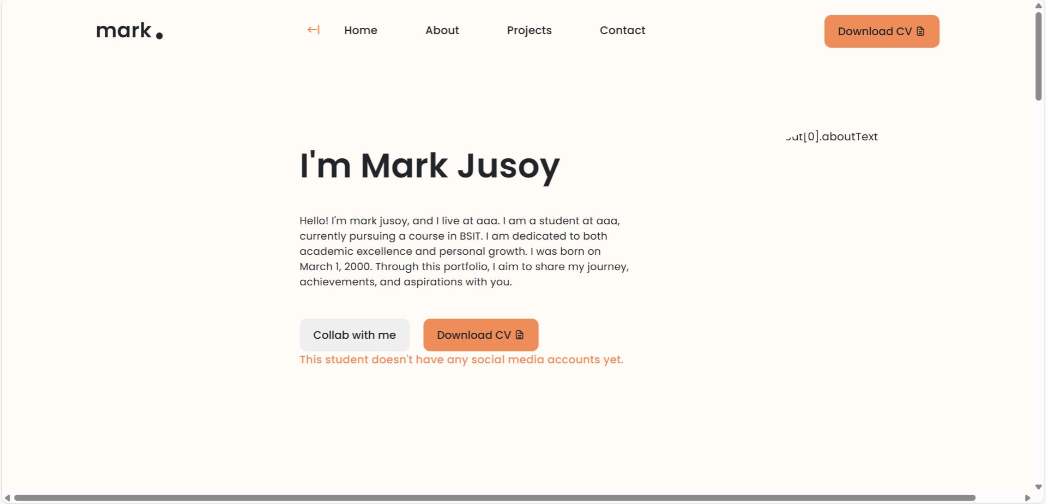 mark.
Home About Projects Contact
Download CV
ut[0].aboutText
I'm Mark Jusoy
Hello! I'm mark jusoy, and I live at aaa. I am a student at aaa,
currently pursuing a course in BSIT. I am dedicated to both
academic excellence and personal growth. I was born on
March 1, 2000. Through this portfolio, I aim to share my journey,
achievements, and aspirations with you.
Collab with me
Download CV
This student doesn't have any social media accounts yet.